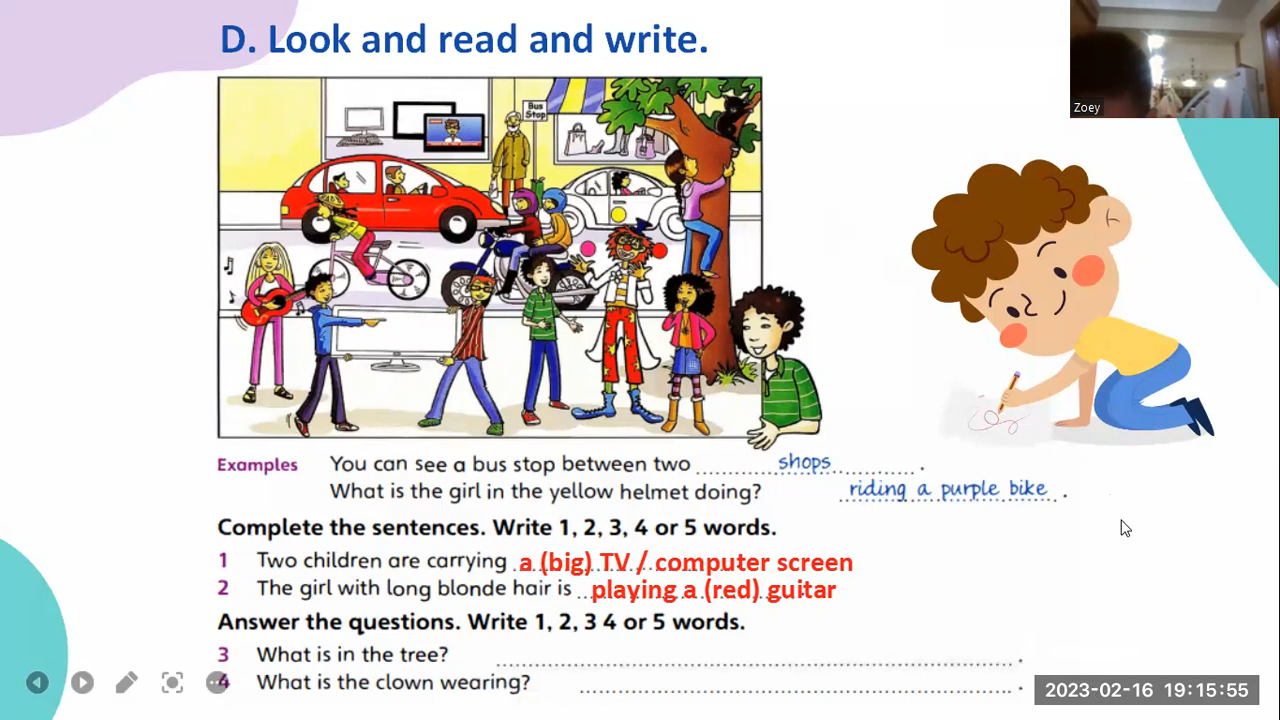 D. Look and read and write.
Zoey
Bus
Stop
Examples You can see a bus stop between two shops.
What is the girl in the yellow helmet doing? riding a purple bike.
Complete the sentences. Write 1, 2, 3, 4 or 5 words.
1 Two children are carrying a (big) TV / computer screen
2 The girl with long blonde hair is playing a (red) guitar
Answer the questions. Write 1, 2, 3 4 or 5 words.
3 What is in the tree? .
4 What is the clown wearing? .
2023-02-16 19:15:55